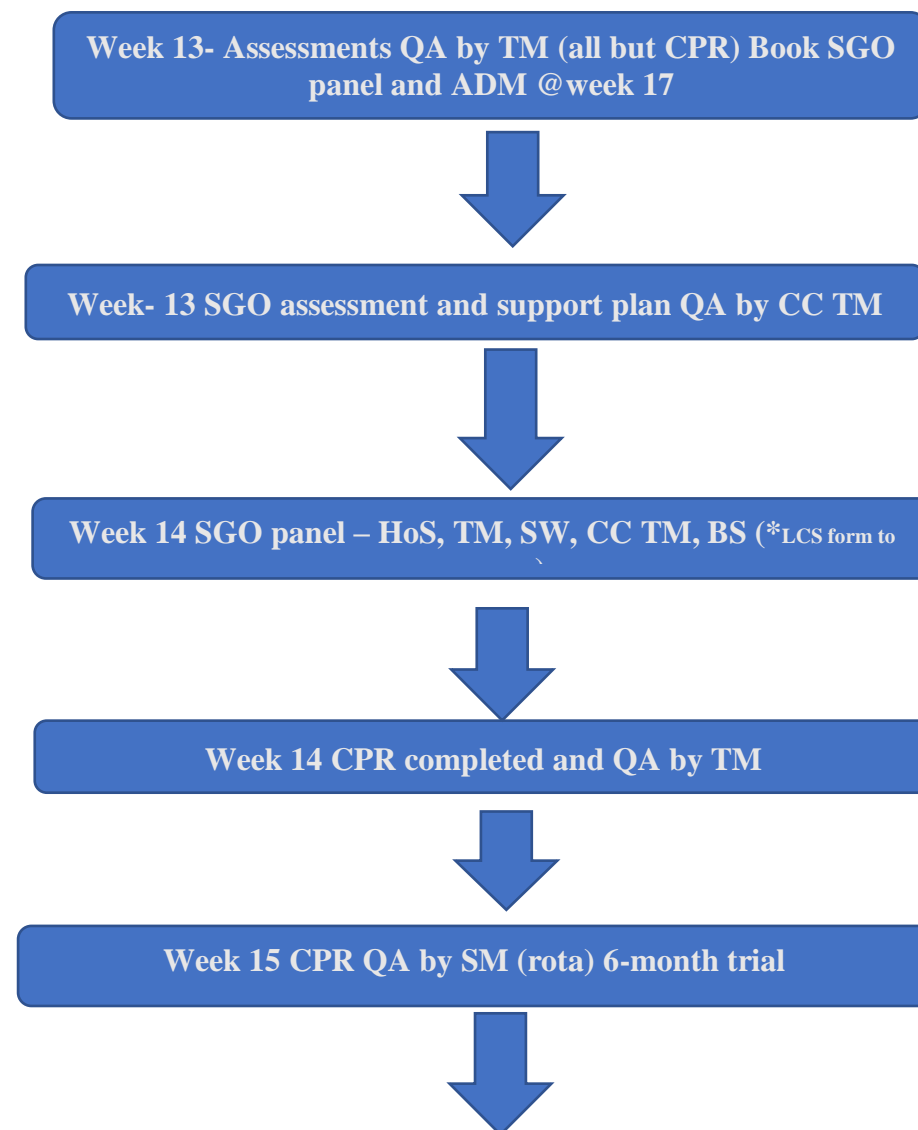 Week 13- Assessments QA by TM (all but CPR) Book SGO
panel and ADM @week 17
Week- 13 SGO assessment and support plan QA by CC TM
Week 14 SGO panel – HoS, TM, SW, CC TM, BS (*LCS form to
Week 14 CPR completed and QA by TM
Week 15 CPR QA by SM (rota) 6-month trial